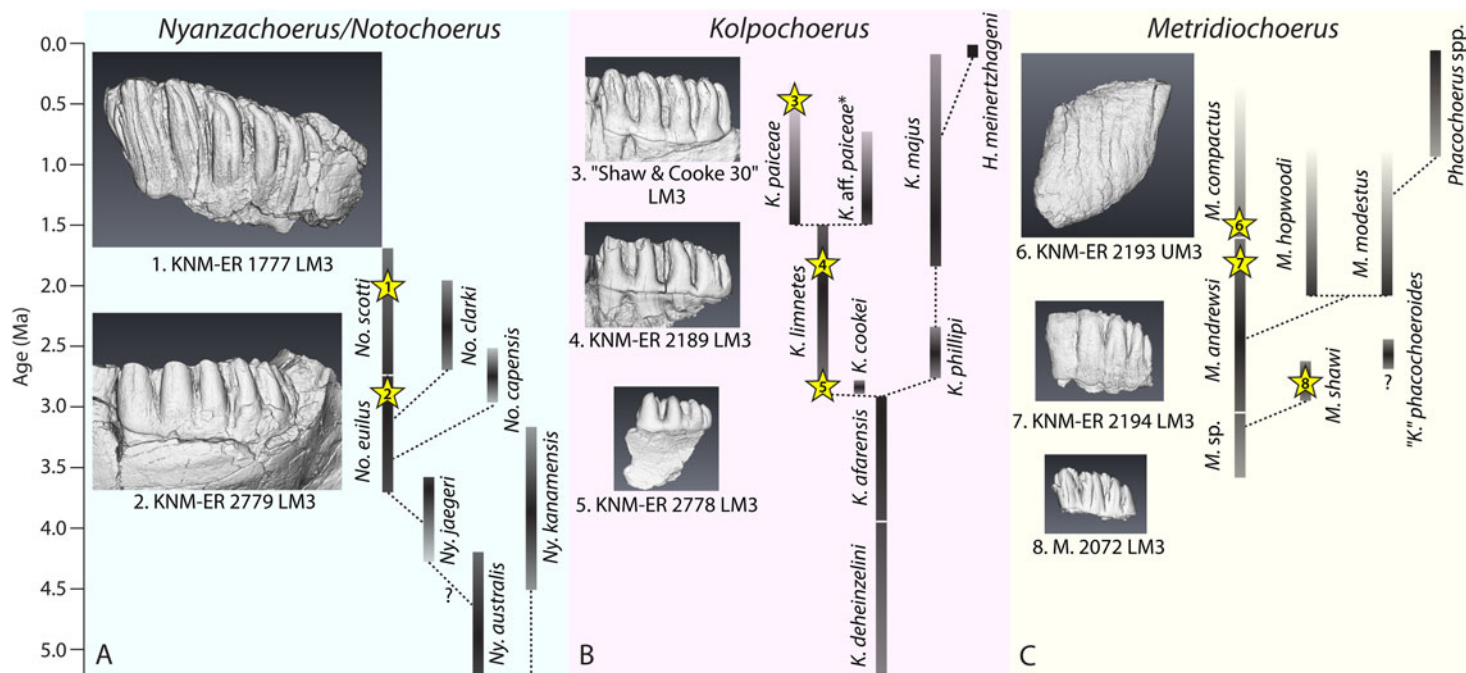 Nyanzachoerus/Notochoerus
Kolpochoerus
Metridiochoerus
Age (Ma)
0.0
0.5
1.0
1.5
2.0
2.5
3.0
3.5
4.0
4.5
5.0
1. KNM-ER 1777 LM3
2. KNM-ER 2779 LM3
1
2
No. scotti
No. euilus
No. clarki
No. capensis
Ny. jaegeri
?
Ny. australis
Ny. kanamensis
A
3. "Shaw & Cooke 30"
LM3
4. KNM-ER 2189 LM3
5. KNM-ER 2778 LM3
3
4
5
K. paiceae
K. aff. paiceae*
K. majus
H. meinertzhageni
K. limnetes
K. cookei
K. phillipi
K. afarensis
K. deheinzelini
B
6. KNM-ER 2193 UM3
7. KNM-ER 2194 LM3
8. M. 2072 LM3
6
7
8
M. compactus
M. hopwoodi
M. modestus
Phacochoerus spp.
M. andrewsi
M. sp.
M. shawi
?
"K." phacochoeroides
C